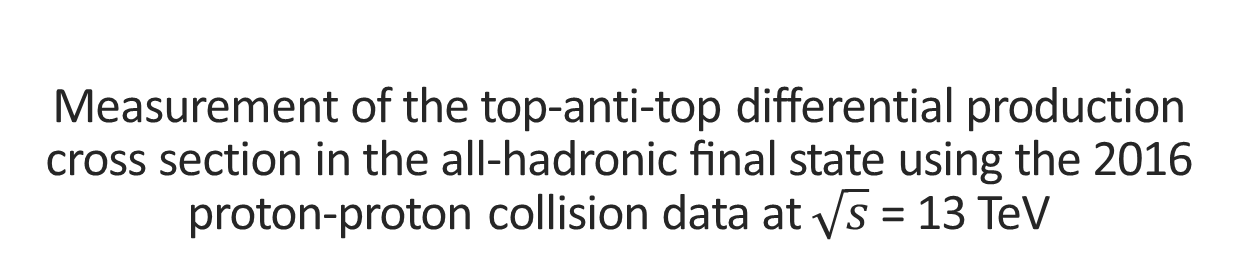 Measurement of the top-anti-top differential production
cross section in the all-hadronic final state using the 2016
proton-proton collision data at √s = 13 TeV